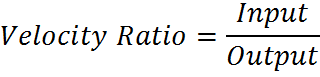 Velocity Ratio = Input / Output